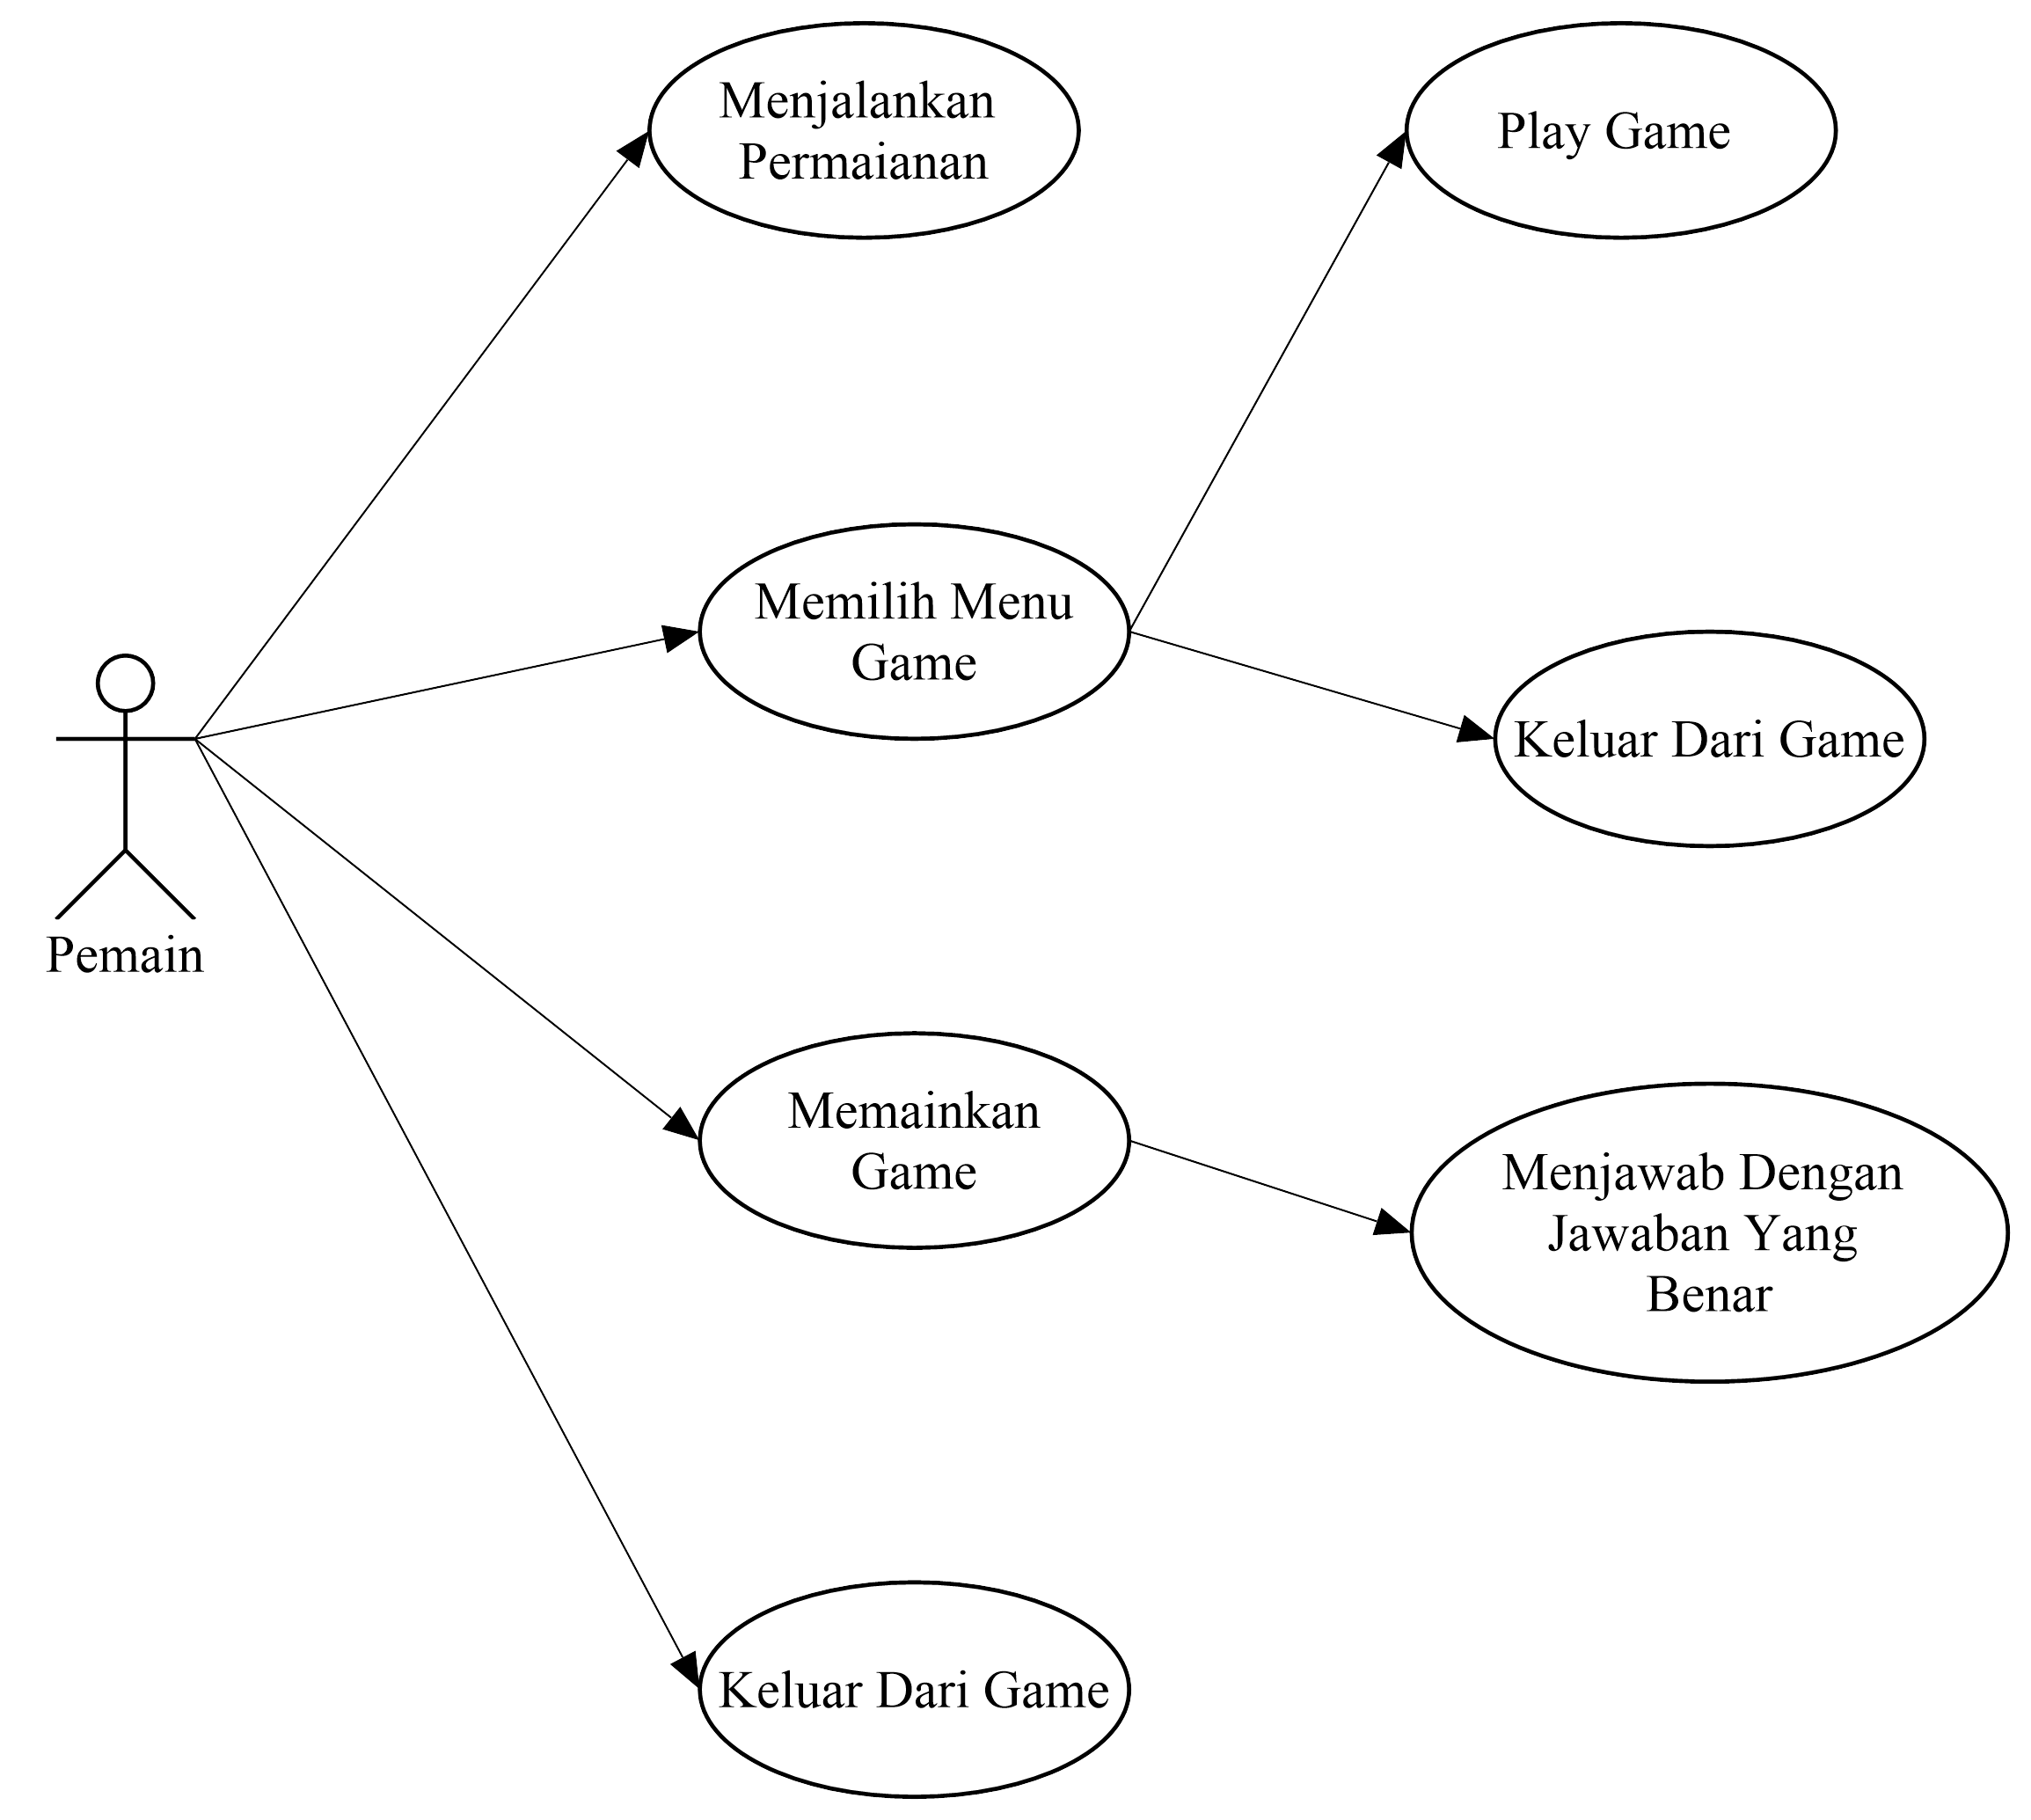 Menjalankan
Permaianan
Play Game
Memilih Menu
Game
Keluar Dari Game
Pemain
Memainkan
Game
Menjawab Dengan
Jawaban Yang
Benar
Keluar Dari Game